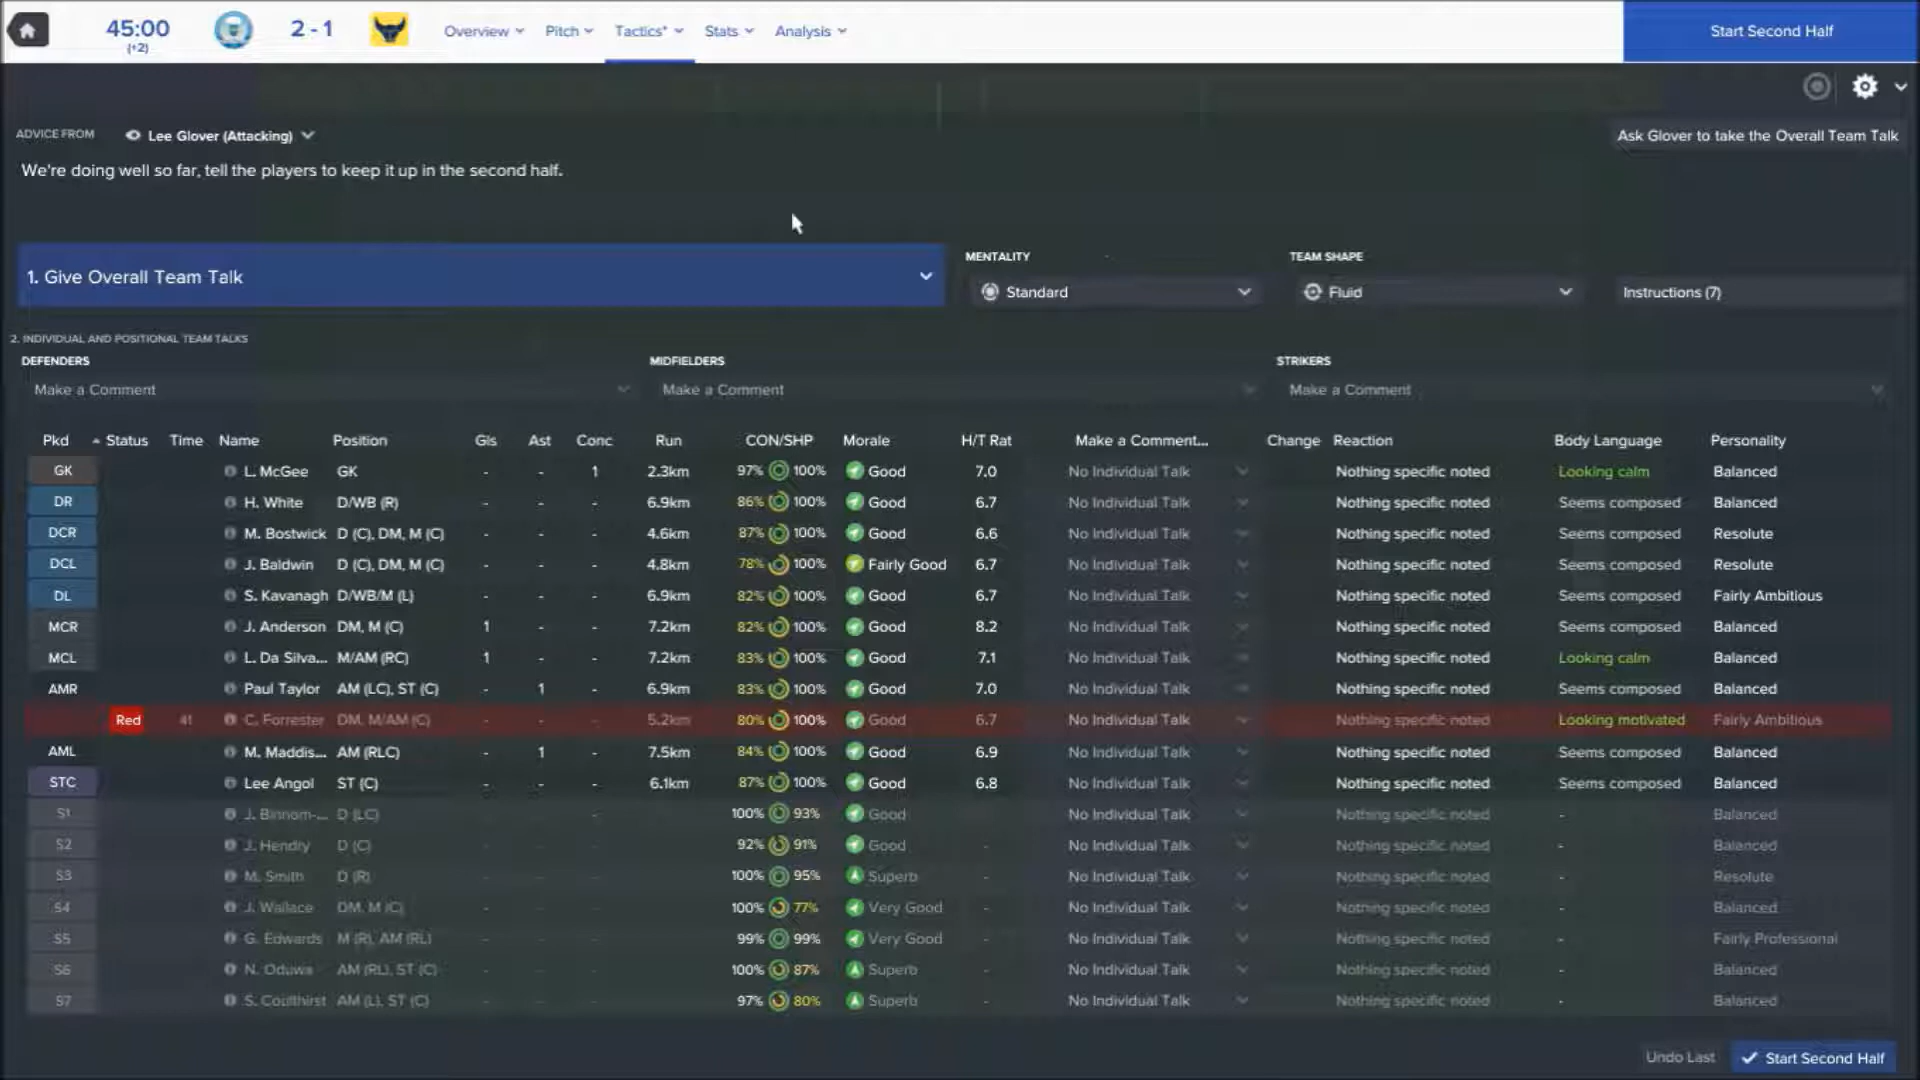 45:00
(+2)
2 - 1
Overview
Pitch
Tactics*
Stats
Analysis
Start Second Half
ADVICE FROM
Lee Glover (Attacking)
Ask Glover to take the Overall Team Talk
We're doing well so far, tell the players to keep it up in the second half.
1. Give Overall Team Talk
MENTALITY
Standard
TEAM SHAPE
Fluid
Instructions (7)
2. INDIVIDUAL AND POSITIONAL TEAM TALKS
DEFENDERS
Make a Comment
MIDFIELDERS
Make a Comment
STRIKERS
Make a Comment
Pkd Status Time Name Position Gls Ast Conc Run CON/SHP Morale H/T Rat Make a Comment... Change Reaction Body Language Personality
GK L. McGee GK - - 1 2.3km 97% 100% Good 7.0 No Individual Talk Nothing specific noted Looking calm Balanced
DR H. White D/WB (R) - - - 6.9km 86% 100% Good 6.7 No Individual Talk Nothing specific noted Seems composed Balanced
DCR M. Bostwick D (C), DM, M (C) - - - 4.6km 87% 100% Good 6.6 No Individual Talk Nothing specific noted Seems composed Resolute
DCL J. Baldwin D (C), DM, M (C) - - - 4.8km 78% 100% Fairly Good 6.7 No Individual Talk Nothing specific noted Seems composed Resolute
DL S. Kavanagh D/WB/M (L) - - - 6.9km 82% 100% Good 6.7 No Individual Talk Nothing specific noted Seems composed Fairly Ambitious
MCR J. Anderson DM, M (C) 1 - - 7.2km 82% 100% Good 8.2 No Individual Talk Nothing specific noted Seems composed Balanced
MCL L. Da Silva... M/AM (RC) 1 - - 7.2km 83% 100% Good 7.1 No Individual Talk Nothing specific noted Looking calm Balanced
AMR Paul Taylor AM (LC), ST (C) - 1 - 6.9km 83% 100% Good 7.0 No Individual Talk Nothing specific noted Seems composed Balanced
Red 41 C. Forrester DM, M/AM (C) - - - 5.2km 80% 100% Good 6.7 No Individual Talk Nothing specific noted Looking motivated Fairly Ambitious
AML M. Maddis... AM (RLC) - 1 - 7.5km 84% 100% Good 6.9 No Individual Talk Nothing specific noted Seems composed Balanced
STC Lee Angol ST (C) - - - 6.1km 87% 100% Good 6.8 No Individual Talk Nothing specific noted Seems composed Balanced
S1 J. Binnom-... D (LC) - - - 100% 93% Good - No Individual Talk Nothing specific noted - Balanced
S2 J. Hendry D (C) - - - 92% 91% Good - No Individual Talk Nothing specific noted - Balanced
S3 M. Smith D (R) - - - 100% 95% Superb - No Individual Talk Nothing specific noted - Resolute
S4 J. Wallace DM, M (C) - - - 100% 77% Very Good - No Individual Talk Nothing specific noted - Balanced
S5 G. Edwards M (R), AM (RL) - - - 99% 99% Very Good - No Individual Talk Nothing specific noted - Fairly Professional
S6 N. Oduwa AM (RL), ST (C) - - - 100% 87% Superb - No Individual Talk Nothing specific noted - Balanced
S7 S. Coulthirst AM (L), ST (C) - - - 97% 80% Superb - No Individual Talk Nothing specific noted - Balanced
Undo Last
Start Second Half